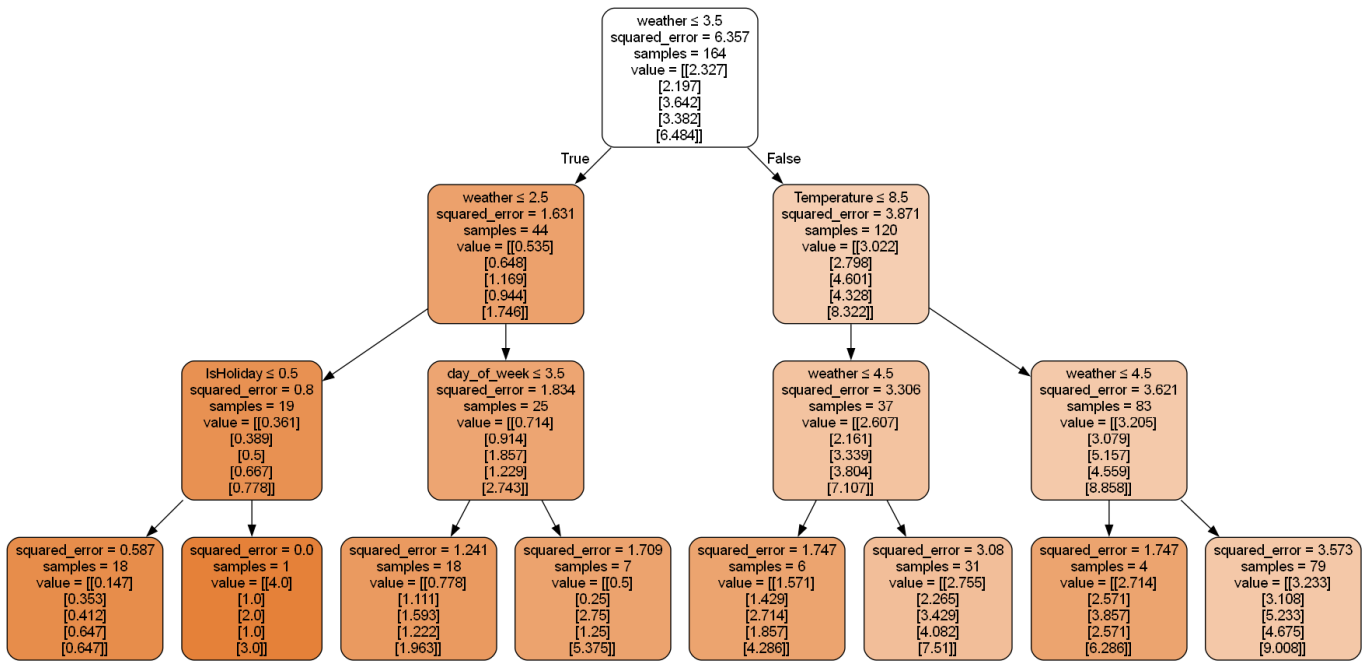 weather ≤ 3.5
squared_error = 6.357
samples = 164
value = [[2.327]
[2.197]
[3.642]
[3.382]
[6.484]]
True
False
weather ≤ 2.5
squared_error = 1.631
samples = 44
value = [[0.535]
[0.648]
[1.169]
[0.944]
[1.746]]
Temperature ≤ 8.5
squared_error = 3.871
samples = 120
value = [[3.022]
[2.798]
[4.601]
[4.328]
[8.322]]
IsHoliday ≤ 0.5
squared_error = 0.8
samples = 19
value = [[0.361]
[0.389]
[0.5]
[0.667]
[0.778]]
day_of_week ≤ 3.5
squared_error = 1.834
samples = 25
value = [[0.714]
[0.914]
[1.857]
[1.229]
[2.743]]
weather ≤ 4.5
squared_error = 3.306
samples = 37
value = [[2.607]
[2.161]
[3.339]
[3.804]
[7.107]]
weather ≤ 4.5
squared_error = 3.621
samples = 83
value = [[3.205]
[3.079]
[5.157]
[4.559]
[8.858]]
squared_error = 0.587
samples = 18
value = [[0.147]
[0.353]
[0.412]
[0.647]
[0.647]]
squared_error = 0.0
samples = 1
value = [[4.0]
[1.0]
[2.0]
[1.0]
[3.0]]
squared_error = 1.241
samples = 18
value = [[0.778]
[1.111]
[1.593]
[1.222]
[1.963]]
squared_error = 1.709
samples = 7
value = [[0.5]
[0.25]
[2.75]
[1.25]
[5.375]]
squared_error = 1.747
samples = 6
value = [[1.571]
[1.429]
[2.714]
[1.857]
[4.286]]
squared_error = 3.08
samples = 31
value = [[2.755]
[2.265]
[3.429]
[4.082]
[7.51]]
squared_error = 1.747
samples = 4
value = [[2.714]
[2.571]
[3.857]
[2.571]
[6.286]]
squared_error = 3.573
samples = 79
value = [[3.233]
[3.108]
[5.233]
[4.675]
[9.008]]